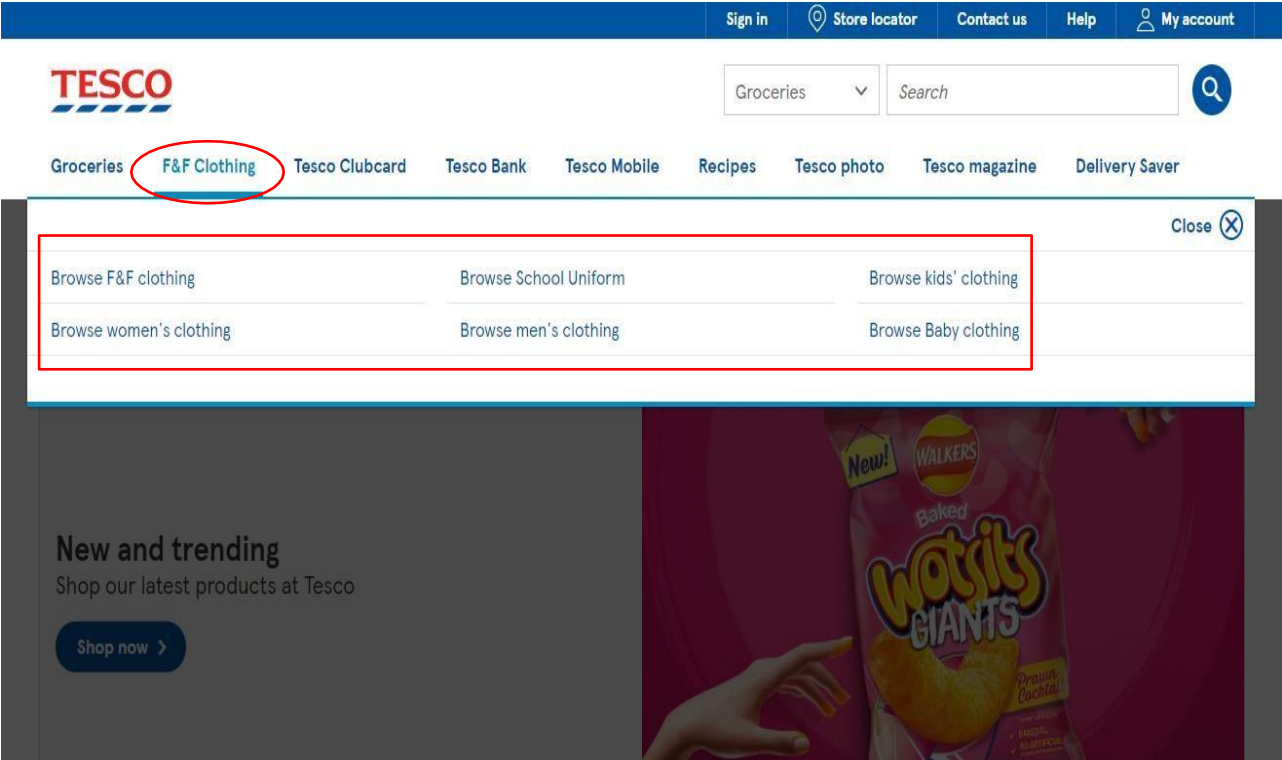 Sign in Store locator Contact us Help My account
TESCO
Groceries Search
Groceries F&F Clothing Tesco Clubcard Tesco Bank Tesco Mobile Recipes Tesco photo Tesco magazine Delivery Saver
Close
Browse F&F clothing Browse School Uniform Browse kids' clothing
Browse women's clothing Browse men's clothing Browse Baby clothing
New!
WALKERS
Baked
Wotsits
GIANTS
New and trending
Shop our latest products at Tesco
Shop now
Prawn
Cocktail